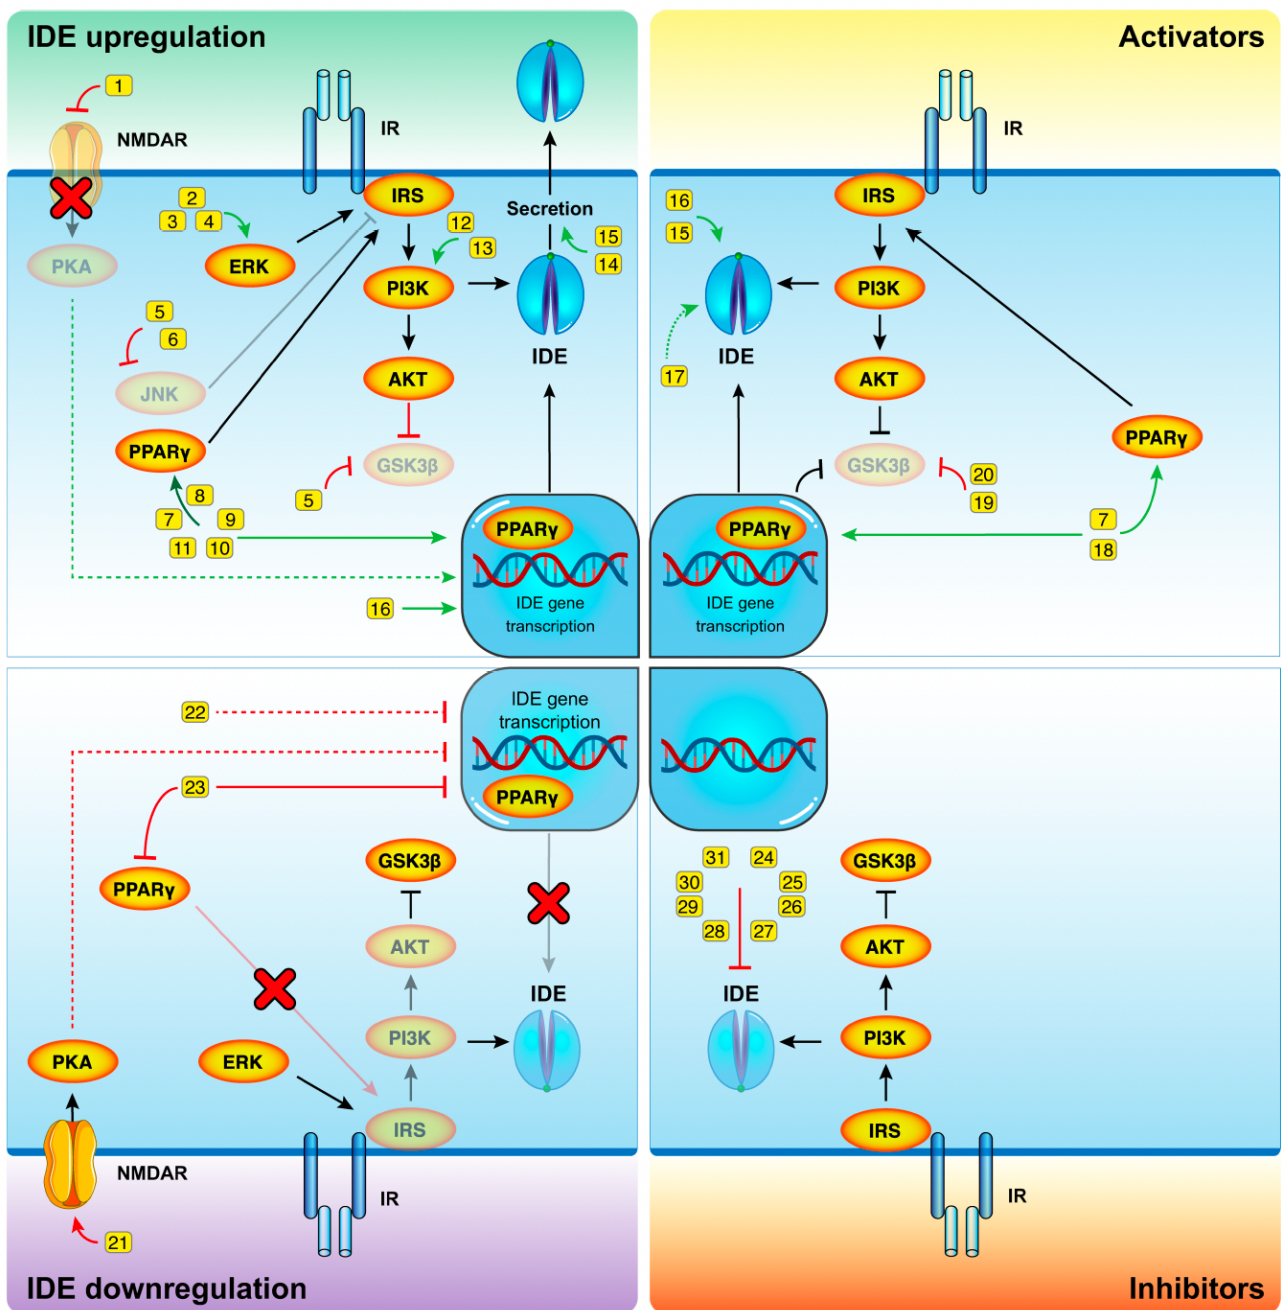 IDE upregulation
1
NMDAR
IR
PKA
2
3 4
ERK
IRS
12
13
PI3K
Secretion
15
14
IDE
5
6
JNK
AKT
PPARγ
GSK3β
5
8
7 9
11 10
16
PPARγ
IDE gene
transcription
Activators
IR
IRS
16
15
PI3K
IDE
17
AKT
PPARγ
GSK3β
20
19
7
18
PPARγ
IDE gene
transcription
22
IDE gene
transcription
23
PPARγ
PPARγ
GSK3β
AKT
IDE
PI3K
PKA
ERK
IRS
NMDAR
IR
21
IDE downregulation
31 24
30 25
29 26
28 27
GSK3β
AKT
IDE
PI3K
IRS
IR
Inhibitors